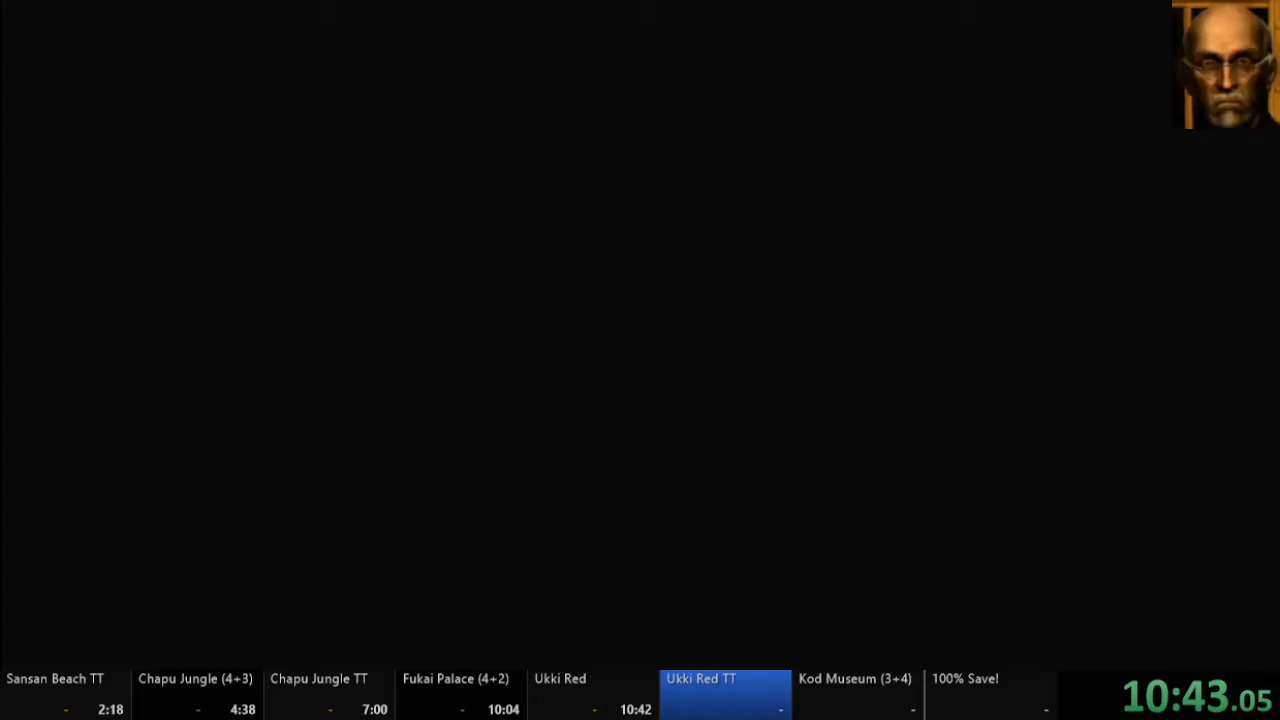 Sansan Beach TT
- 2:18
Chapu Jungle (4+3)
- 4:38
Chapu Jungle TT
- 7:00
Fukai Palace (4+2)
- 10:04
Ukki Red
- 10:42
Ukki Red TT
-
Kod Museum (3+4)
-
100% Save!
-
10:43.05